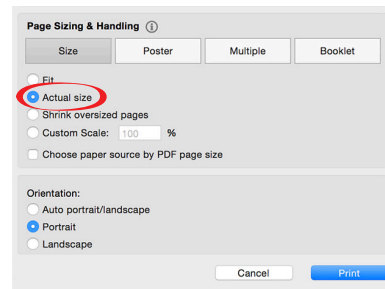 Page Sizing & Handling
Size Poster Multiple Booklet
Fit
Actual size
Shrink oversized pages
Custom Scale: 100 %
Choose paper source by PDF page size
Orientation:
Auto portrait/landscape
Portrait
Landscape
Cancel Print